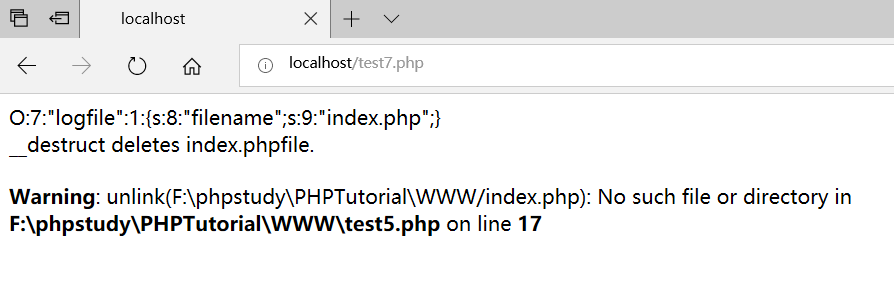 localhost
localhost/test7.php
O:7:"logfile":1:{s:8:"filename";s:9:"index.php";}
__destruct deletes index.phpfile.
Warning: unlink(F:\phpstudy\PHPTutorial\WWW/index.php): No such file or directory in
F:\phpstudy\PHPTutorial\WWW\test5.php on line 17